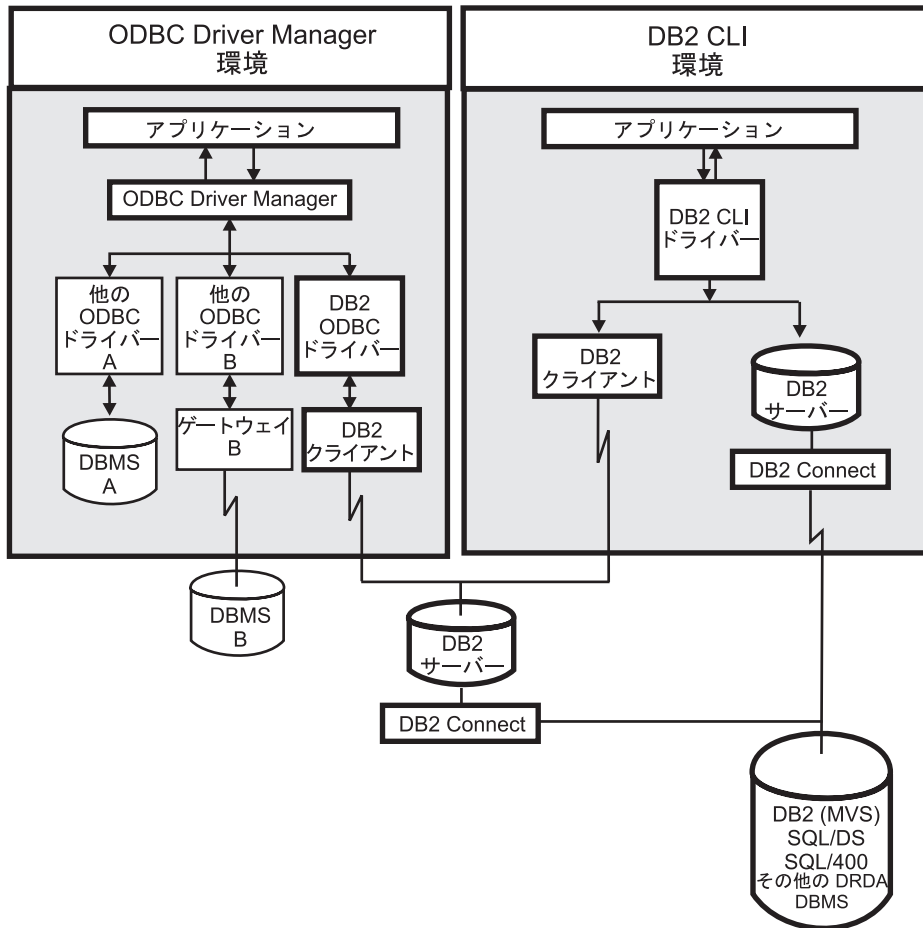 ODBC Driver Manager
環境
アプリケーション
ODBC Driver Manager
他の
ODBC
ドライバー
A
他の
ODBC
ドライバー
B
DB2
ODBC
ドライバー
DBMS
A
ゲートウェイ
B
DB2
クライアント
DBMS
B
DB2 CLI
環境
アプリケーション
DB2 CLI
ドライバー
DB2
クライアント
DB2
サーバー
DB2 Connect
DB2
サーバー
DB2 Connect
DB2 (MVS)
SQL/DS
SQL/400
その他の DRDA
DBMS